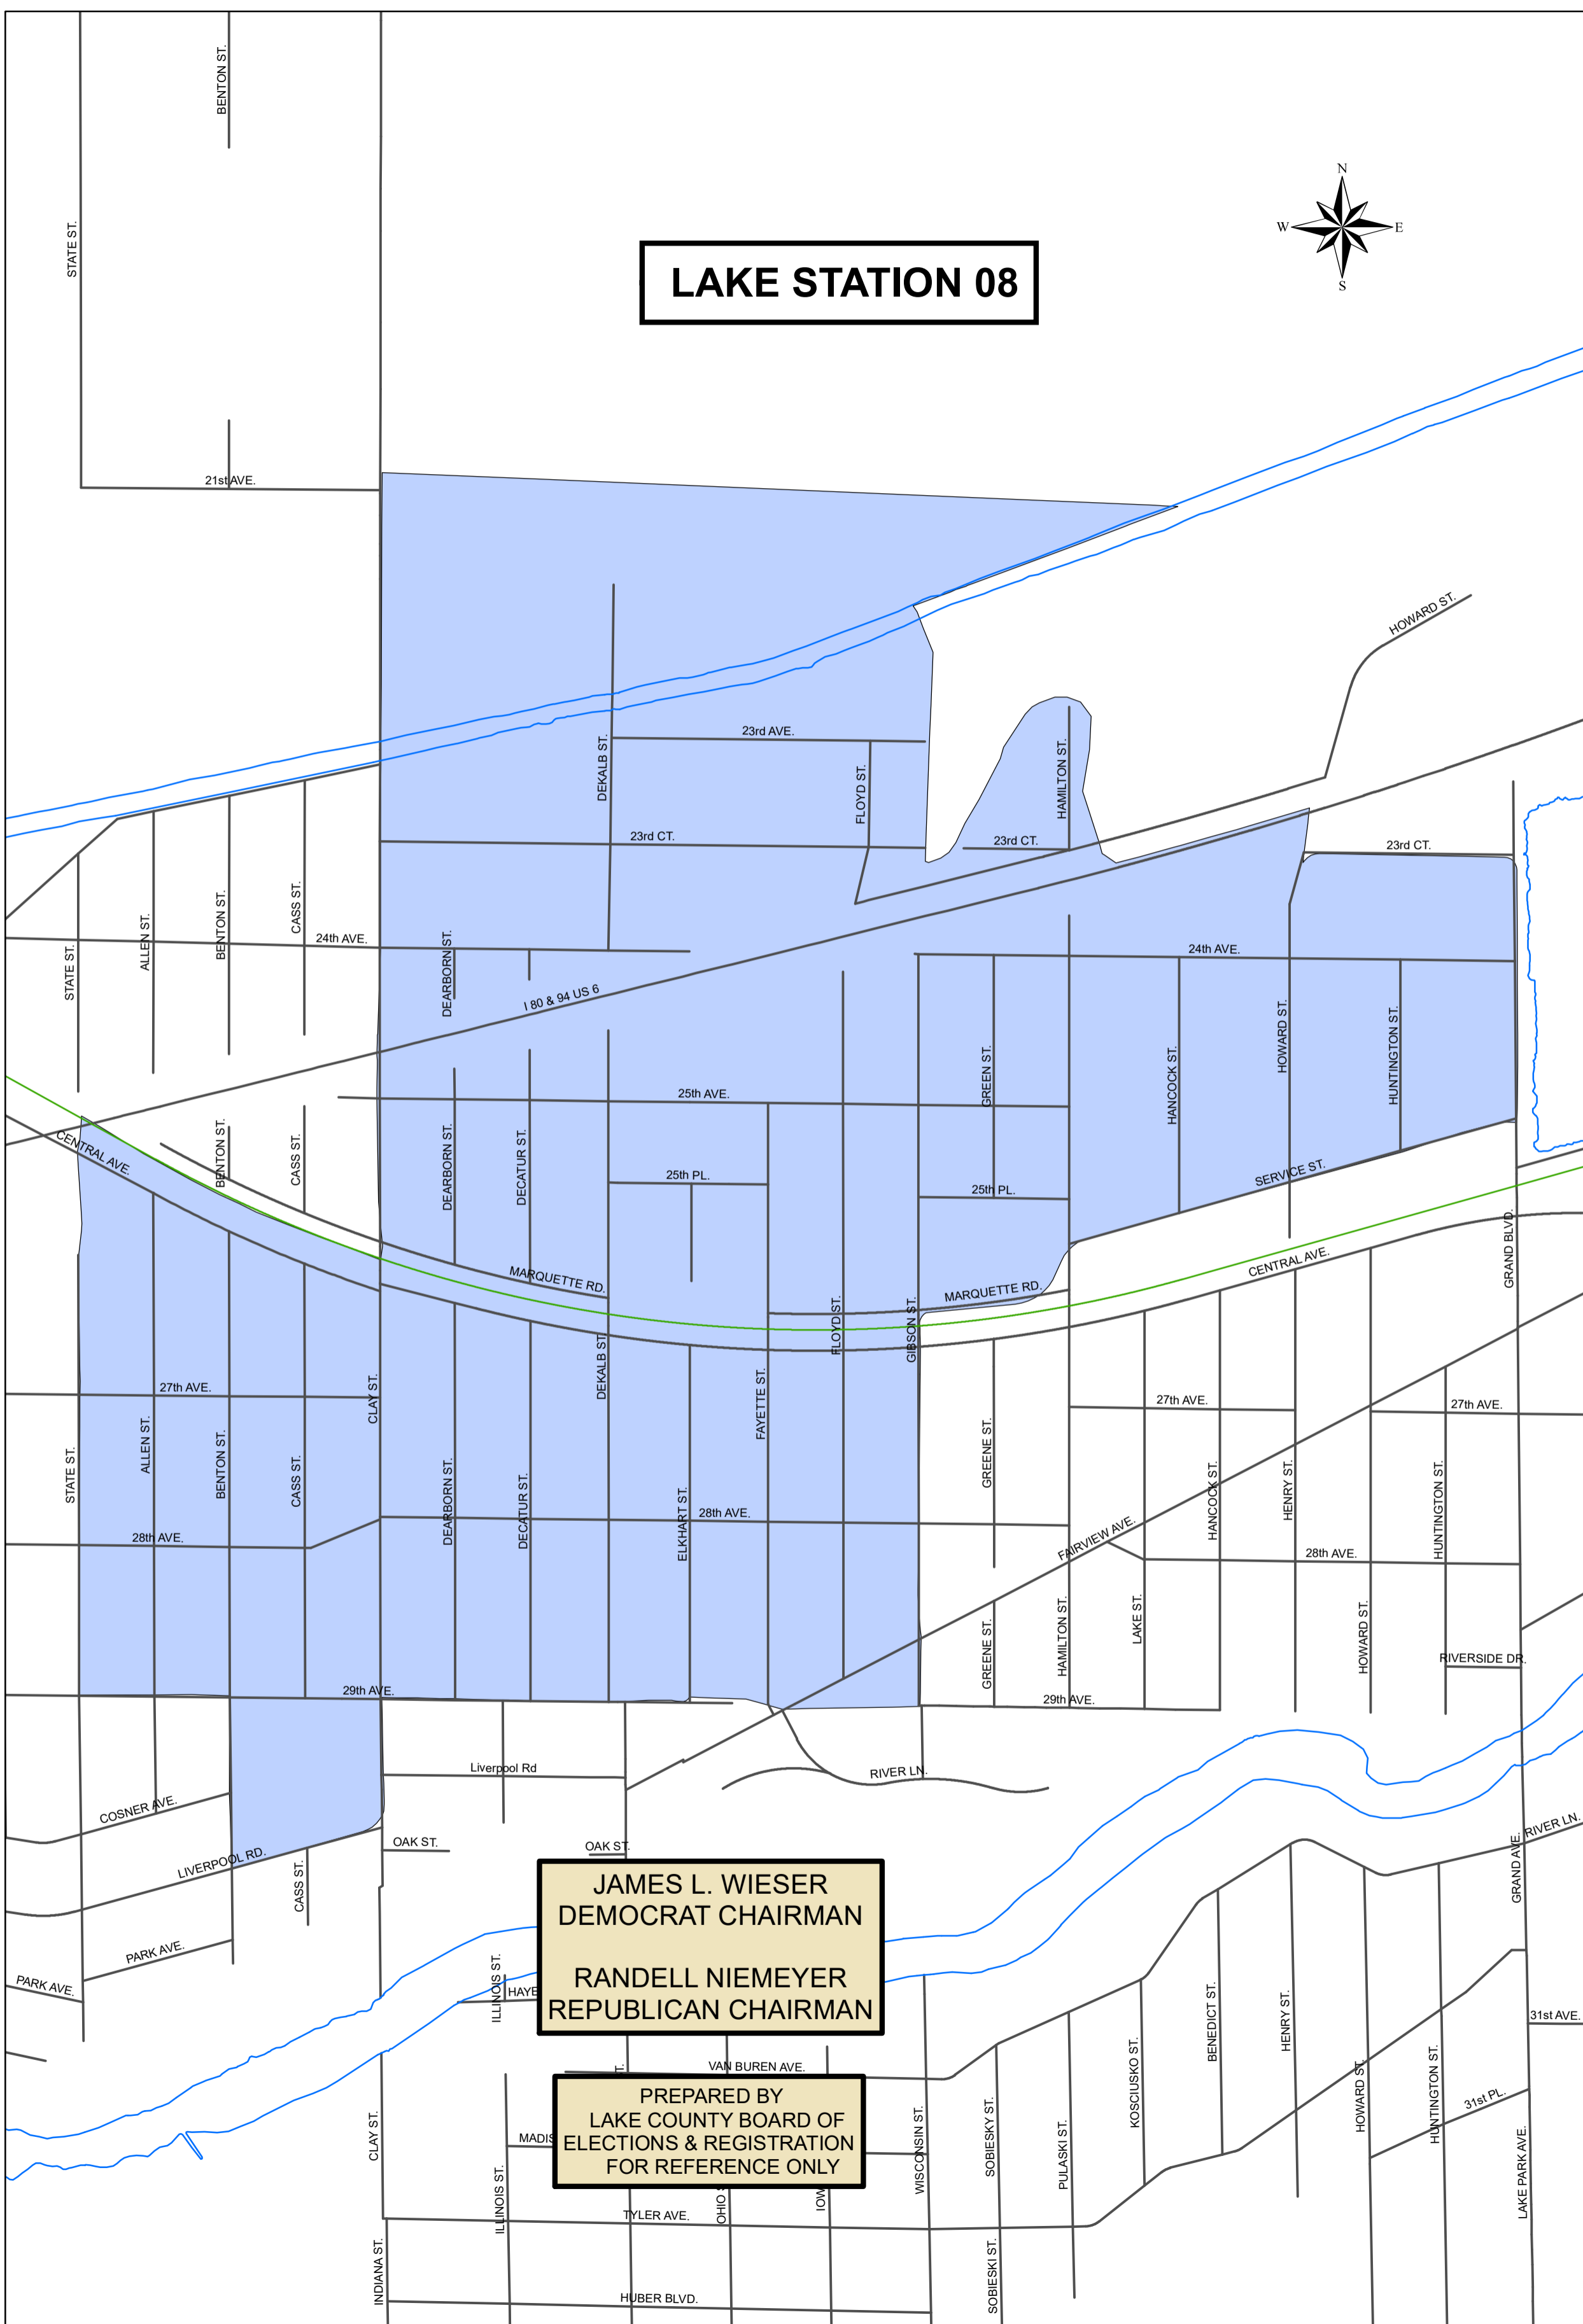 BENTON ST.
N
STATE ST.
W
E
LAKE STATION 08
S
21st AVE.
HOWARD ST.
23rd AVE.
DEKALB ST.
FLOYD ST.
HAMILTON ST.
23rd CT.
23rd CT.
23rd CT.
CASS ST.
BENTON ST.
ALLEN ST.
STATE ST.
24th AVE.
DEARBORN ST.
24th AVE.
I 80 & 94 US 6
GREEN ST.
HANCOCK ST.
HOWARD ST.
HUNTINGTON ST.
25th AVE.
CENTRAL AVE.
BENTON ST.
CASS ST.
DEARBORN ST.
DECATUR ST.
25th PL.
25th PL.
SERVICE ST.
GRAND BLVD.
MARQUETTE RD.
MARQUETTE RD.
CENTRAL AVE.
FLOYD ST.
GIBSON ST.
DEKALB ST.
27th AVE.
CLAY ST.
FAYETTE ST.
27th AVE.
27th AVE.
STATE ST.
ALLEN ST.
BENTON ST.
CASS ST.
DEARBORN ST.
DECATUR ST.
ELKHART ST.
GREENE ST.
HANCOCK ST.
HENRY ST.
HUNTINGTON ST.
28th AVE.
28th AVE.
FAIRVIEW AVE.
28th AVE.
GREENE ST.
HAMILTON ST.
LAKE ST.
HOWARD ST.
RIVERSIDE DR.
29th AVE.
29th AVE.
Liverpool Rd
RIVER LN.
COSNER AVE.
OAK ST.
OAK ST.
RIVER LN.
LIVERPOOL RD.
CASS ST.
GRAND AVE.
JAMES L. WIESER
DEMOCRAT CHAIRMAN
RANDELL NIEMEYER
REPUBLICAN CHAIRMAN
PARK AVE.
PARK AVE.
ILLINOIS ST.
HAYE
BENEDICT ST.
HENRY ST.
31st AVE.
KOSCIUSKO ST.
VAN BUREN AVE.
T.
HOWARD ST.
HUNTINGTON ST.
31st PL.
PREPARED BY
LAKE COUNTY BOARD OF
ELECTIONS & REGISTRATION
FOR REFERENCE ONLY
CLAY ST.
MADIS
WISCONSIN ST.
SOBIESKY ST.
PULASKI ST.
LAKE PARK AVE.
ILLINOIS ST.
OHIO S
IOW
TYLER AVE.
INDIANA ST.
SOBIESKI ST.
HUBER BLVD.